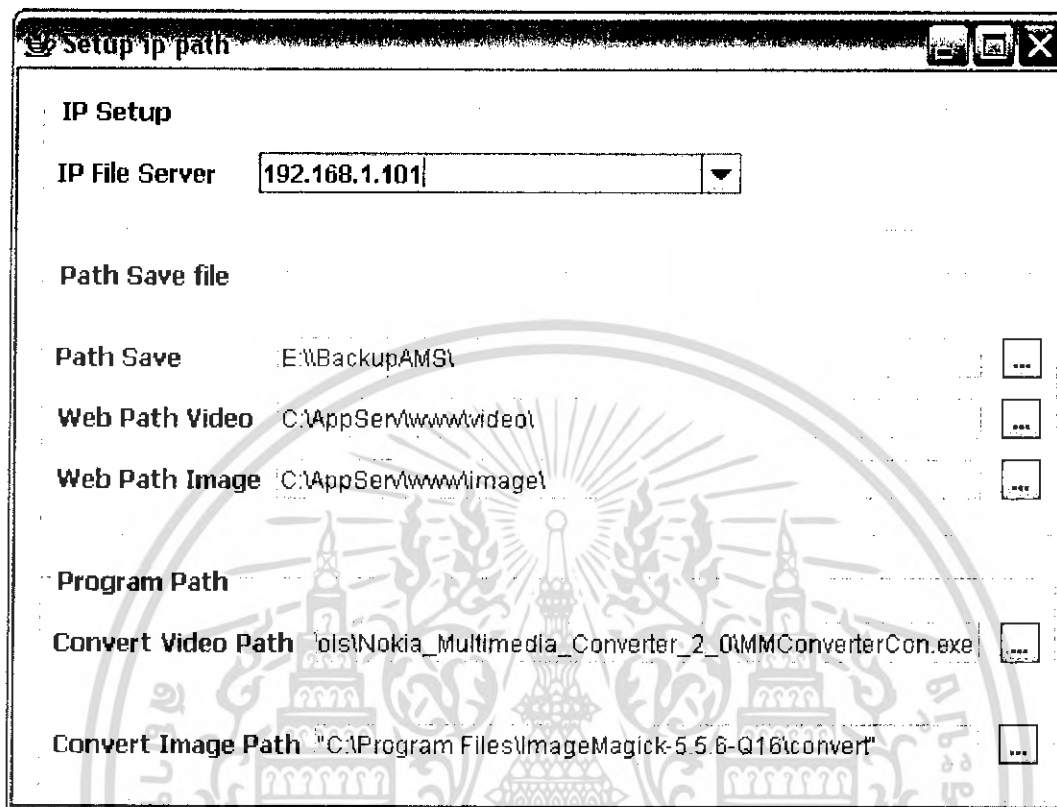 Setup ip path
IP Setup
IP File Server 192.168.1.101
Path Save file
Path Save E:\\BackupAMS\
... 
Web Path Video C:\AppServ\www\video\
...
Web Path Image C:\AppServ\www\image\
...
Program Path
Convert Video Path ols\Nokia_Multimedia_Converter_2_0\MMConverterCon.exe
...
Convert Image Path "C:\Program Files\ImageMagick-5.5.6-Q16\convert"
...